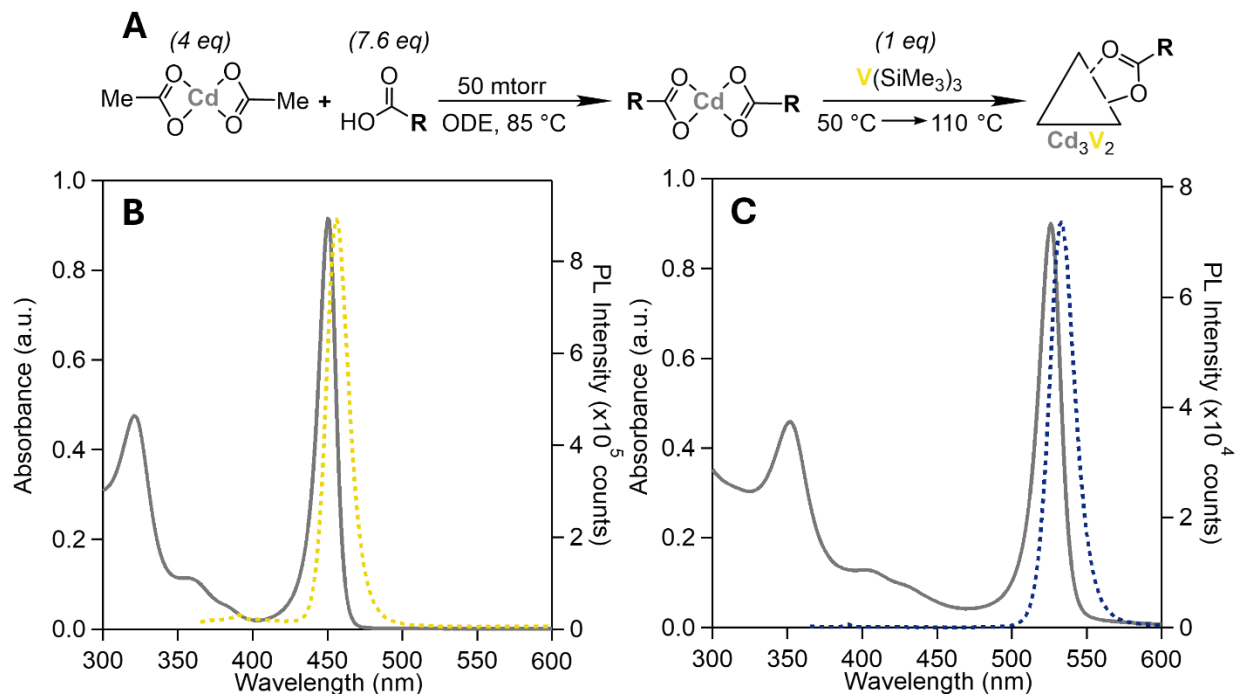 A
(4 eq)
(7.6 eq)
(1 eq)
Me
O
O
Cd
O
O
Me
+
O
HO
R
50 mtorr
ODE, 85 °C
R
O
O
Cd
O
O
R
V(SiMe3)3
50 °C → 110 °C
O
R
O
Cd3V2
B
1.0
0.8
0.6
0.4
0.2
0.0
Absorbance (a.u.)
300 350 400 450 500 550 600
Wavelength (nm)
8
6
4
2
0
PL Intensity (x10^5 counts)
C
1.0
0.8
0.6
0.4
0.2
0.0
Absorbance (a.u.)
300 350 400 450 500 550 600
Wavelength (nm)
8
6
4
2
0
PL Intensity (x10^4 counts)